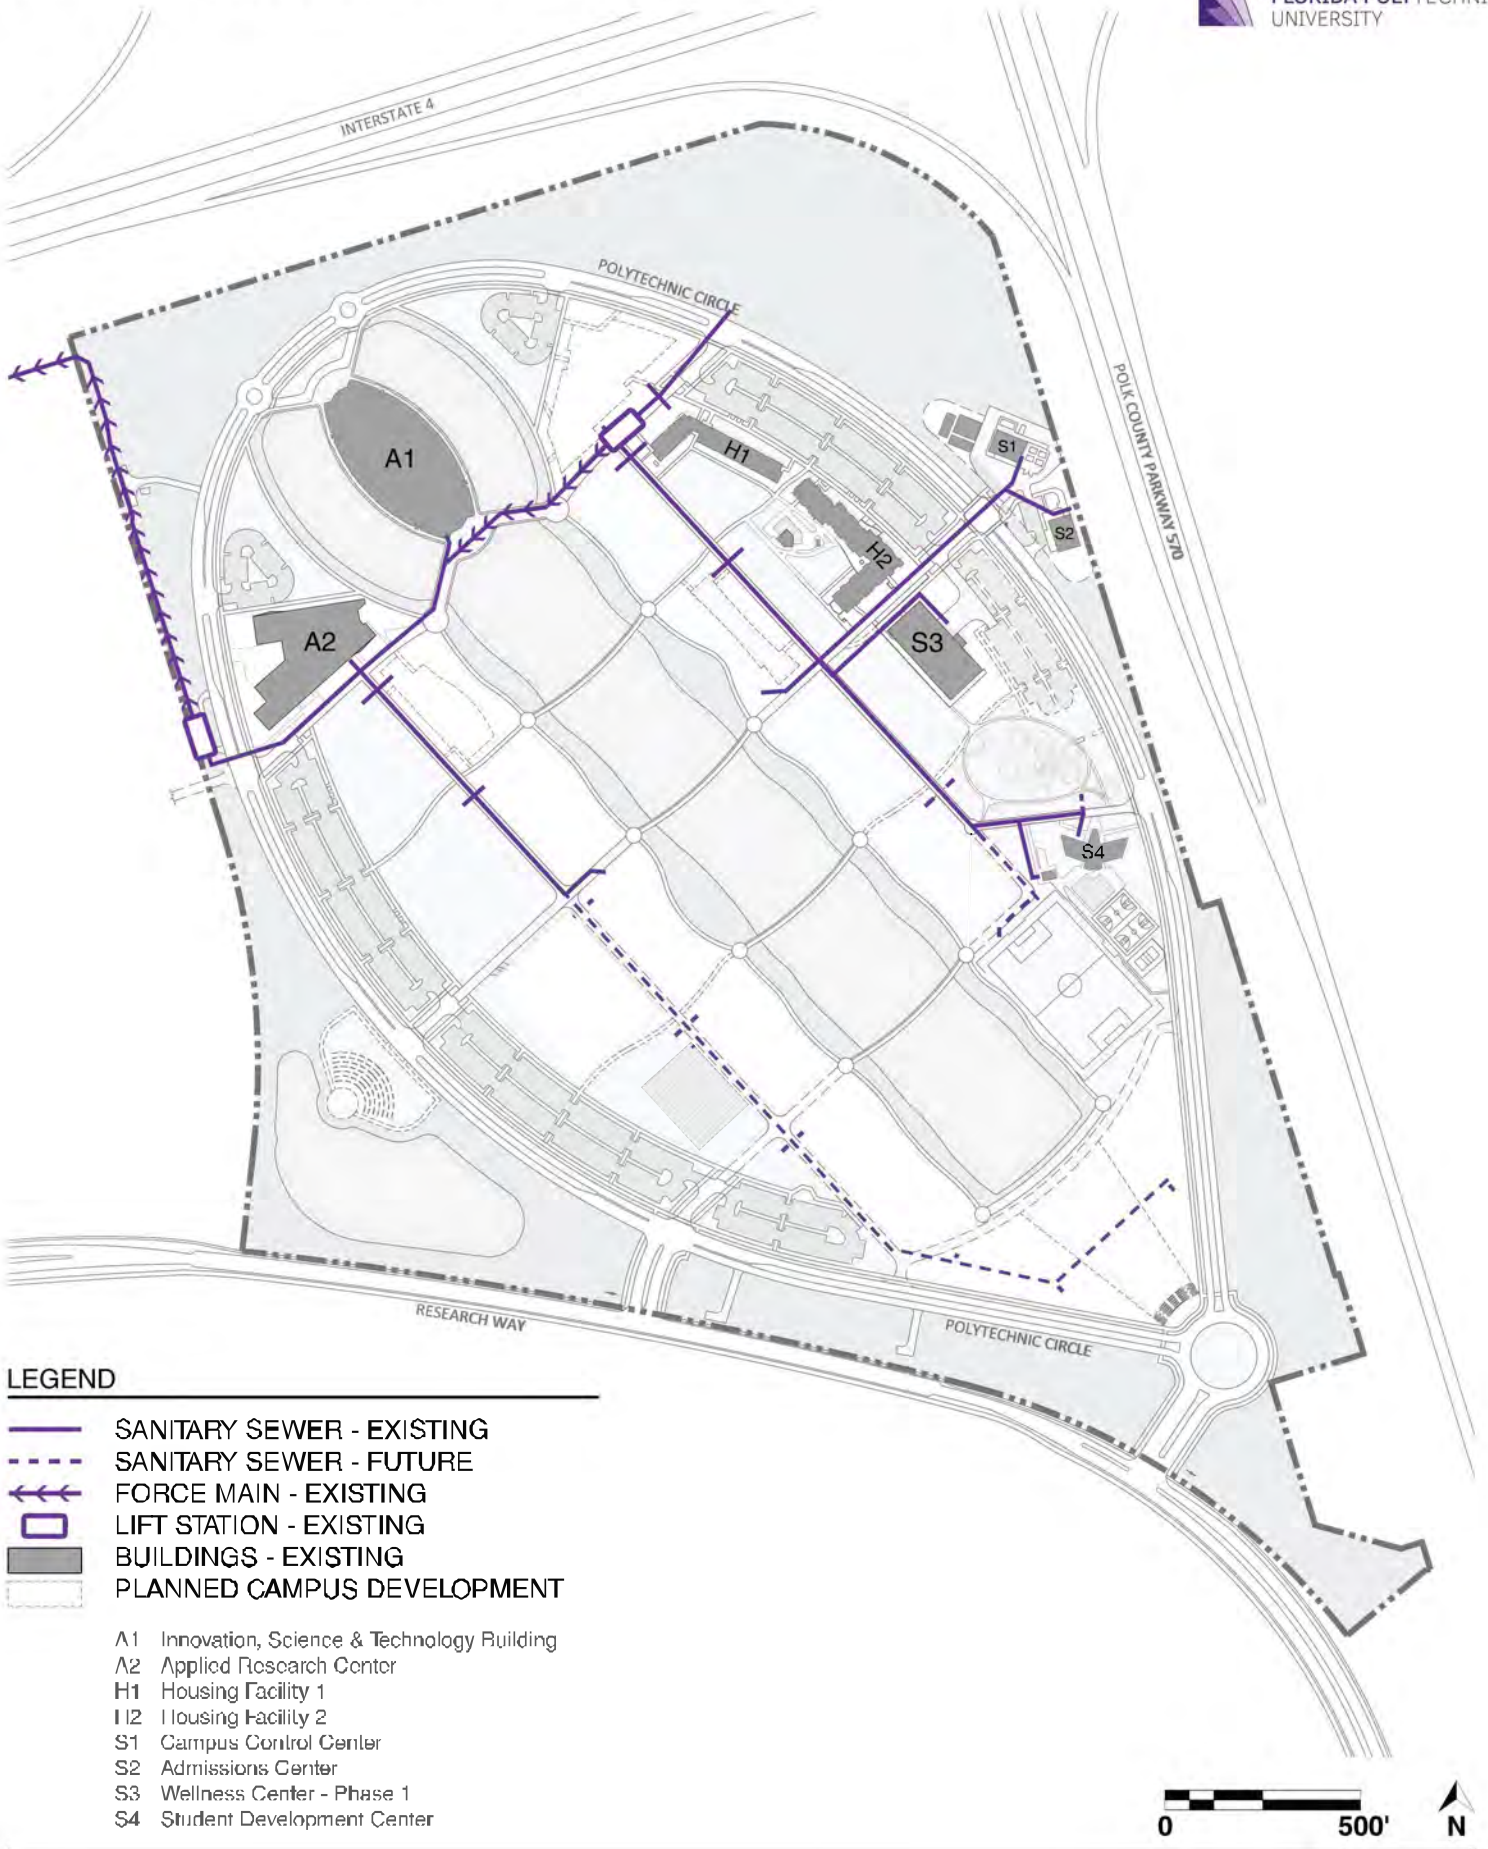 UNIVERSITY
INTERSTATE 4
POLYTECHNIC CIRCLE
POLK COUNTY PARKWAY 570
A1
H1
S1
S2
H2
A2
S3
S4
RESEARCH WAY
POLYTECHNIC CIRCLE
LEGEND
SANITARY SEWER - EXISTING
SANITARY SEWER - FUTURE
FORCE MAIN - EXISTING
LIFT STATION - EXISTING
BUILDINGS - EXISTING
PLANNED CAMPUS DEVELOPMENT
A1 Innovation, Science & Technology Building
A2 Applied Research Center
H1 Housing Facility 1
H2 Housing Facility 2
S1 Campus Control Center
S2 Admissions Center
S3 Wellness Center - Phase 1
S4 Student Development Center
0 500' N